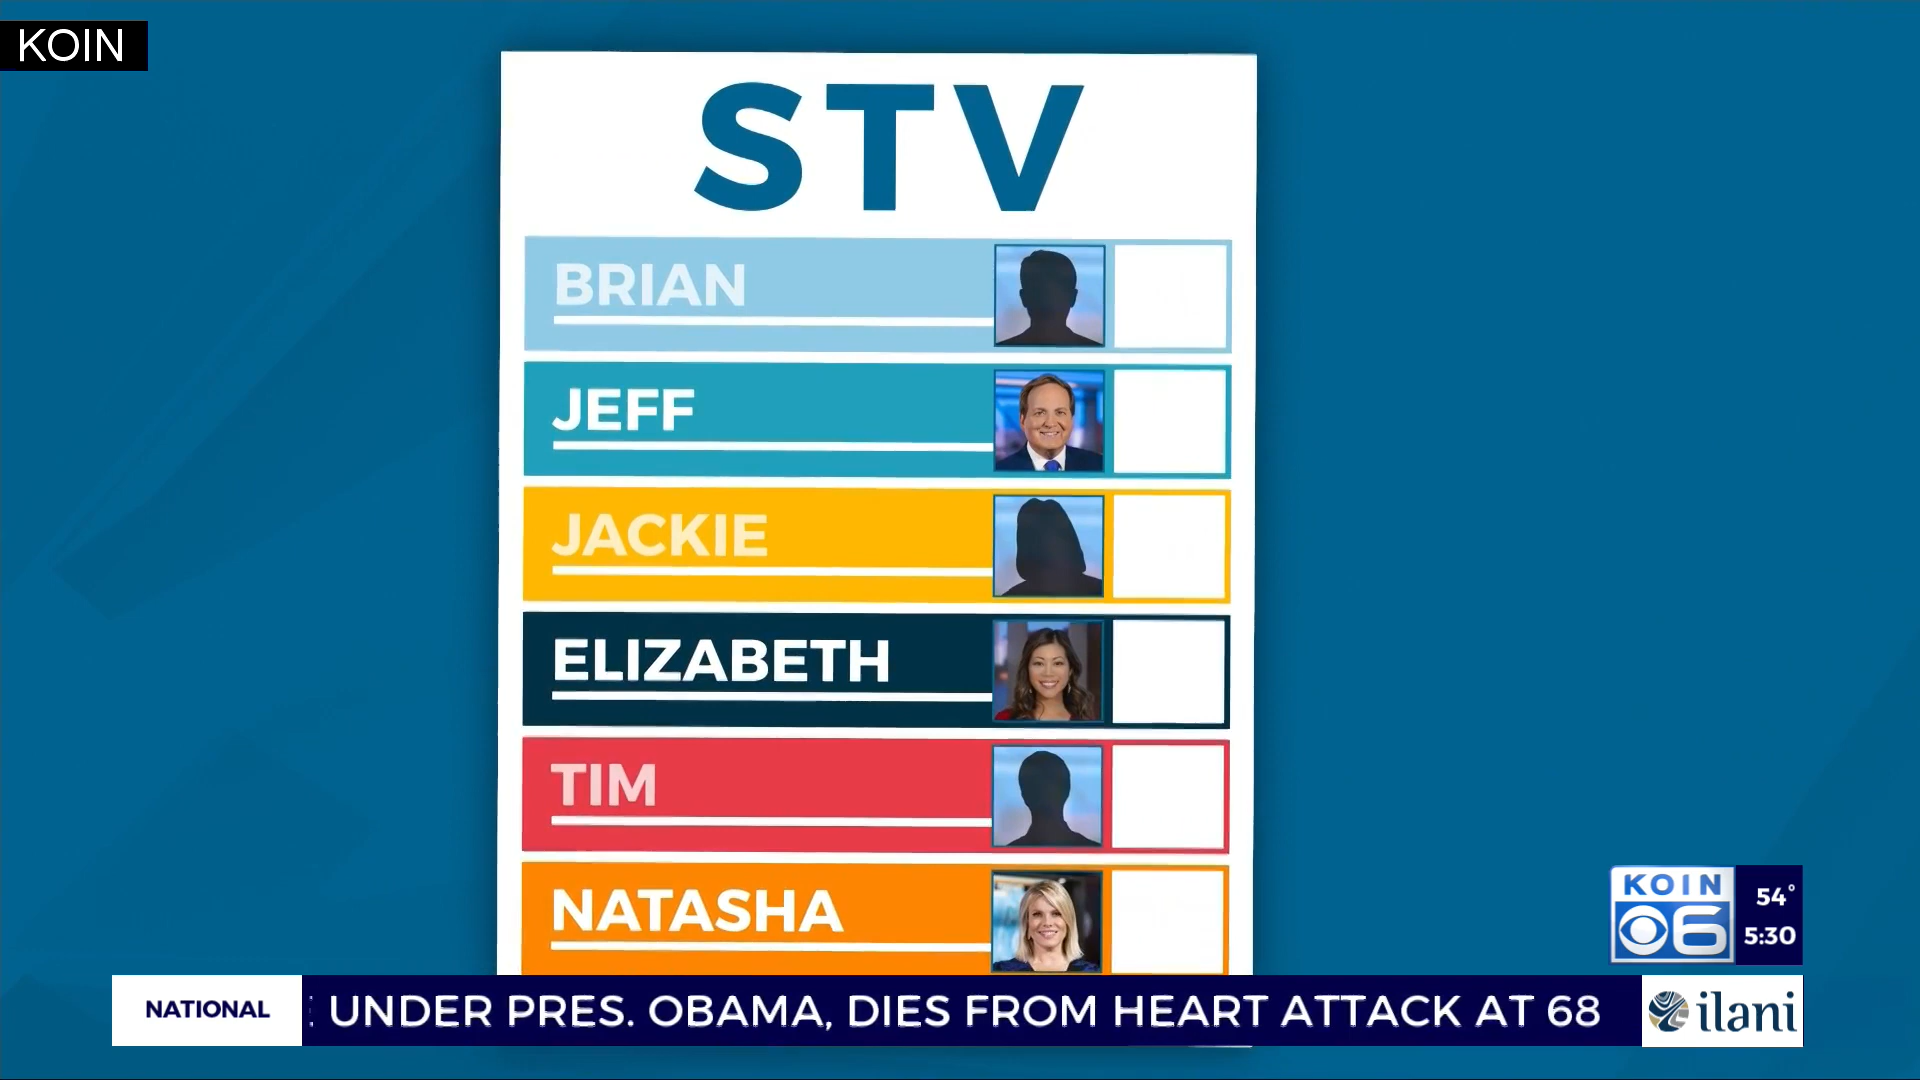 KOIN
STV
BRIAN
JEFF
JACKIE
ELIZABETH
TIM
NATASHA
KOIN
6
54°
5:30
NATIONAL
UNDER PRES. OBAMA, DIES FROM HEART ATTACK AT 68
ilani